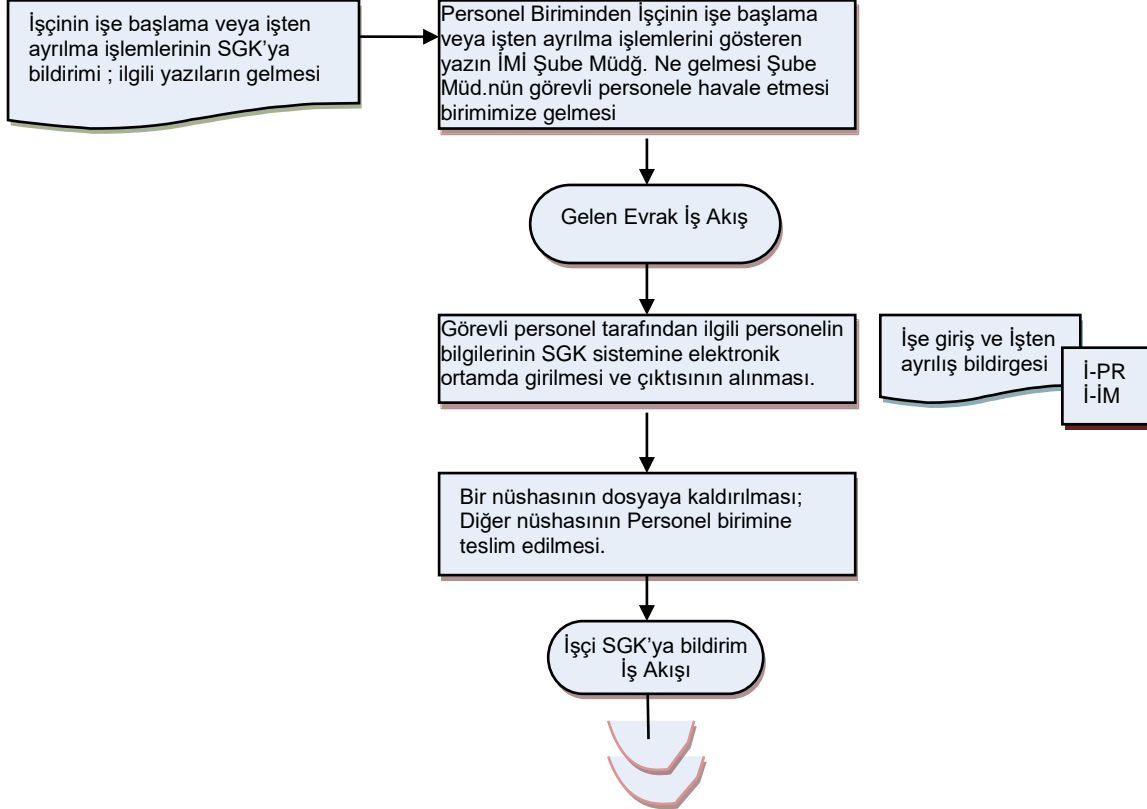 İşçinin işe başlama veya işten
ayrılma işlemlerinin SGK’ya
bildirimi ; ilgili yazıların gelmesi
Personel Biriminden İşçinin işe başlama
veya işten ayrılma işlemlerini gösteren
yazın İMİ Şube Müdğ. Ne gelmesi Şube
Müd.nün görevli personele havale etmesi
birimimize gelmesi
Gelen Evrak İş Akış
Görevli personel tarafından ilgili personelin
bilgilerinin SGK sistemine elektronik
ortamda girilmesi ve çıktısının alınması.
İşe giriş ve İşten
ayrılış bildirgesi
İ-PR
İ-İM
Bir nüshasının dosyaya kaldırılması;
Diğer nüshasının Personel birimine
teslim edilmesi.
İşçi SGK’ya bildirim
İş Akışı